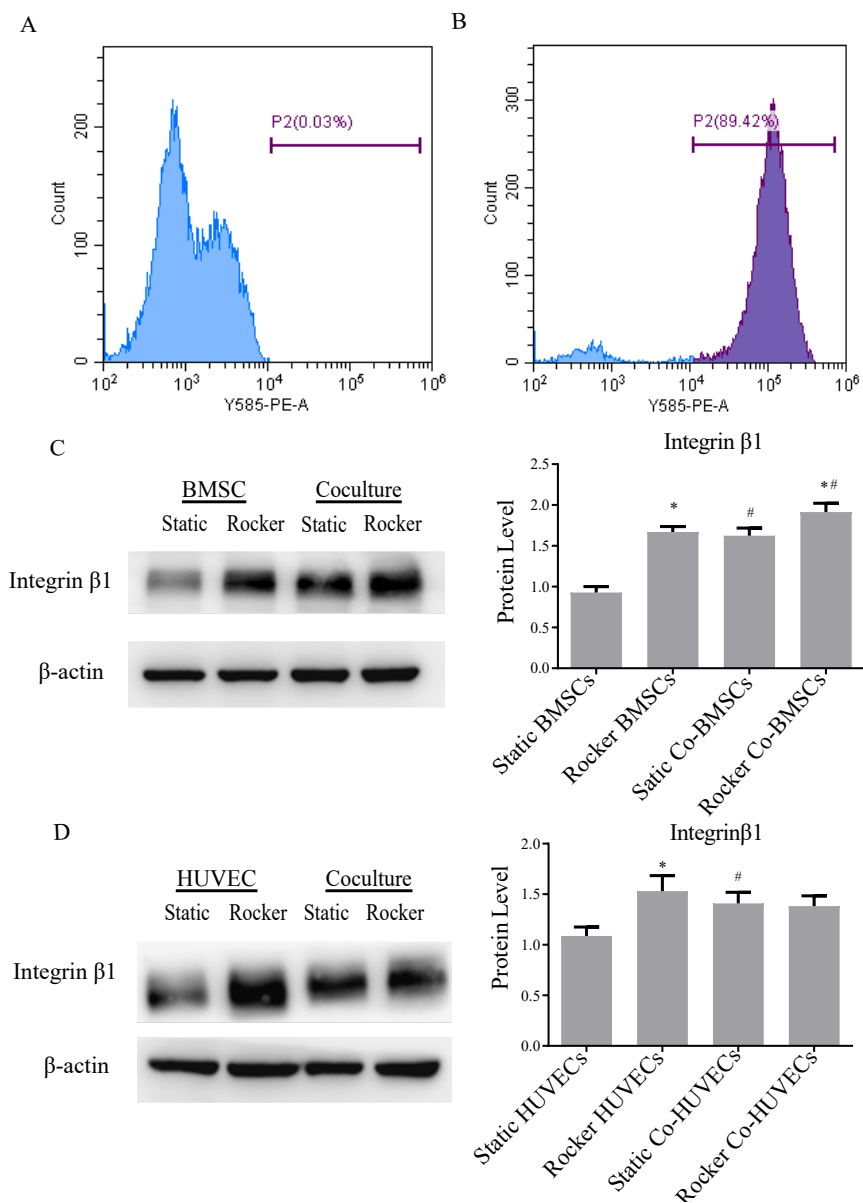 A
B
P2(0.03%)
Count
0
100
200
10²
10³
10⁴
10⁵
10⁶
Y585-PE-A
P2(89.42%)
Count
0
100
200
300
10²
10³
10⁴
10⁵
10⁶
Y585-PE-A
C
BMSC Coculture
Static Rocker Static Rocker
Integrin β1
β-actin
Integrin β1
Protein Level
2.5
2.0
1.5
1.0
0.5
0.0
*
#
*#
Static BMSCs
Rocker BMSCs
Satic Co-BMSCs
Rocker Co-BMSCs
D
HUVEC Coculture
Static Rocker Static Rocker
Integrin β1
β-actin
Integrinβ1
Protein Level
2.0
1.5
1.0
0.5
0.0
*
#
Static HUVECs
Rocker HUVECs
Static Co-HUVECs
Rocker Co-HUVECs